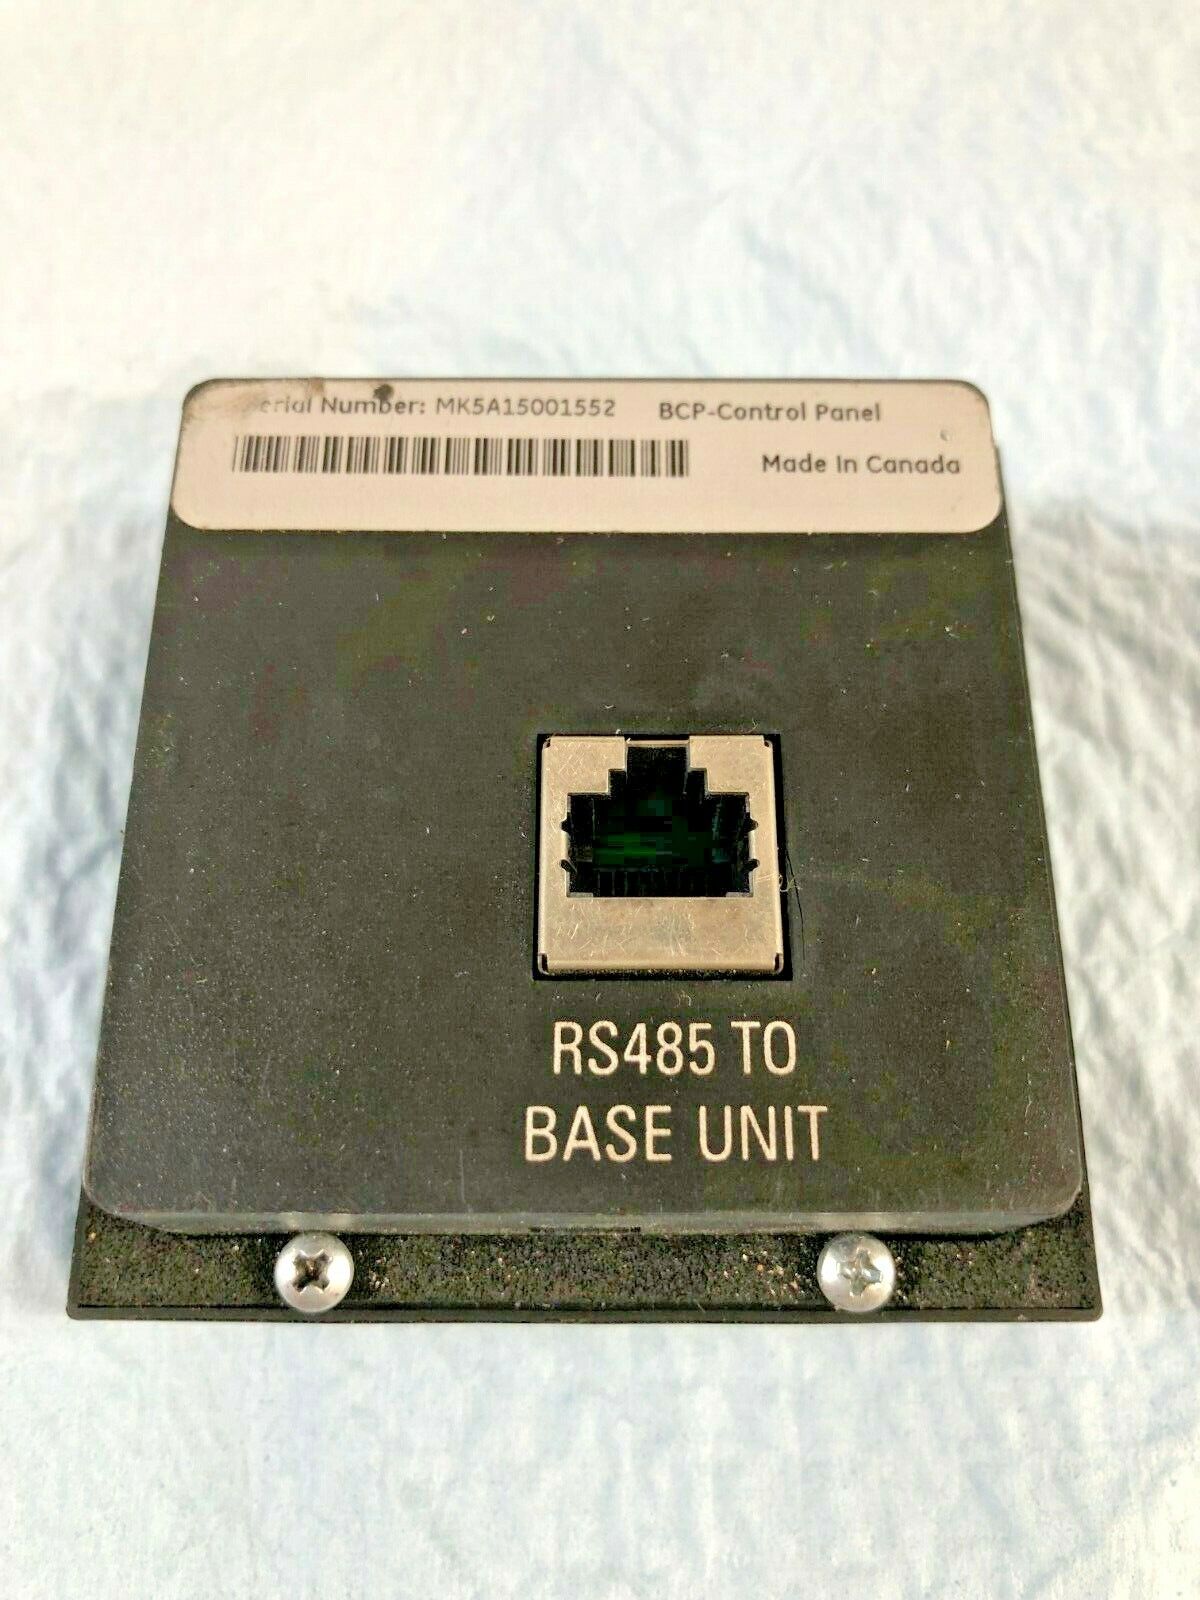 Serial Number: MK5A15001552 BCP-Control Panel
Made In Canada
RS485 TO
BASE UNIT